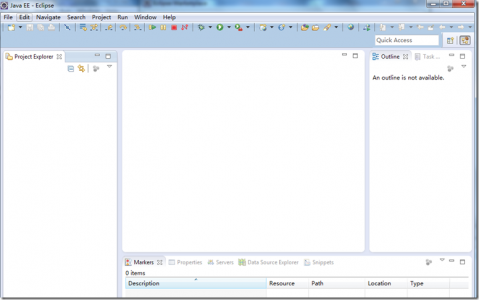 Java EE - Eclipse
File Edit Navigate Search Project Run Window Help
Quick Access
Project Explorer
Outline Task ...
An outline is not available.
Markers Properties Servers Data Source Explorer Snippets
0 items
Description Resource Path Location Type